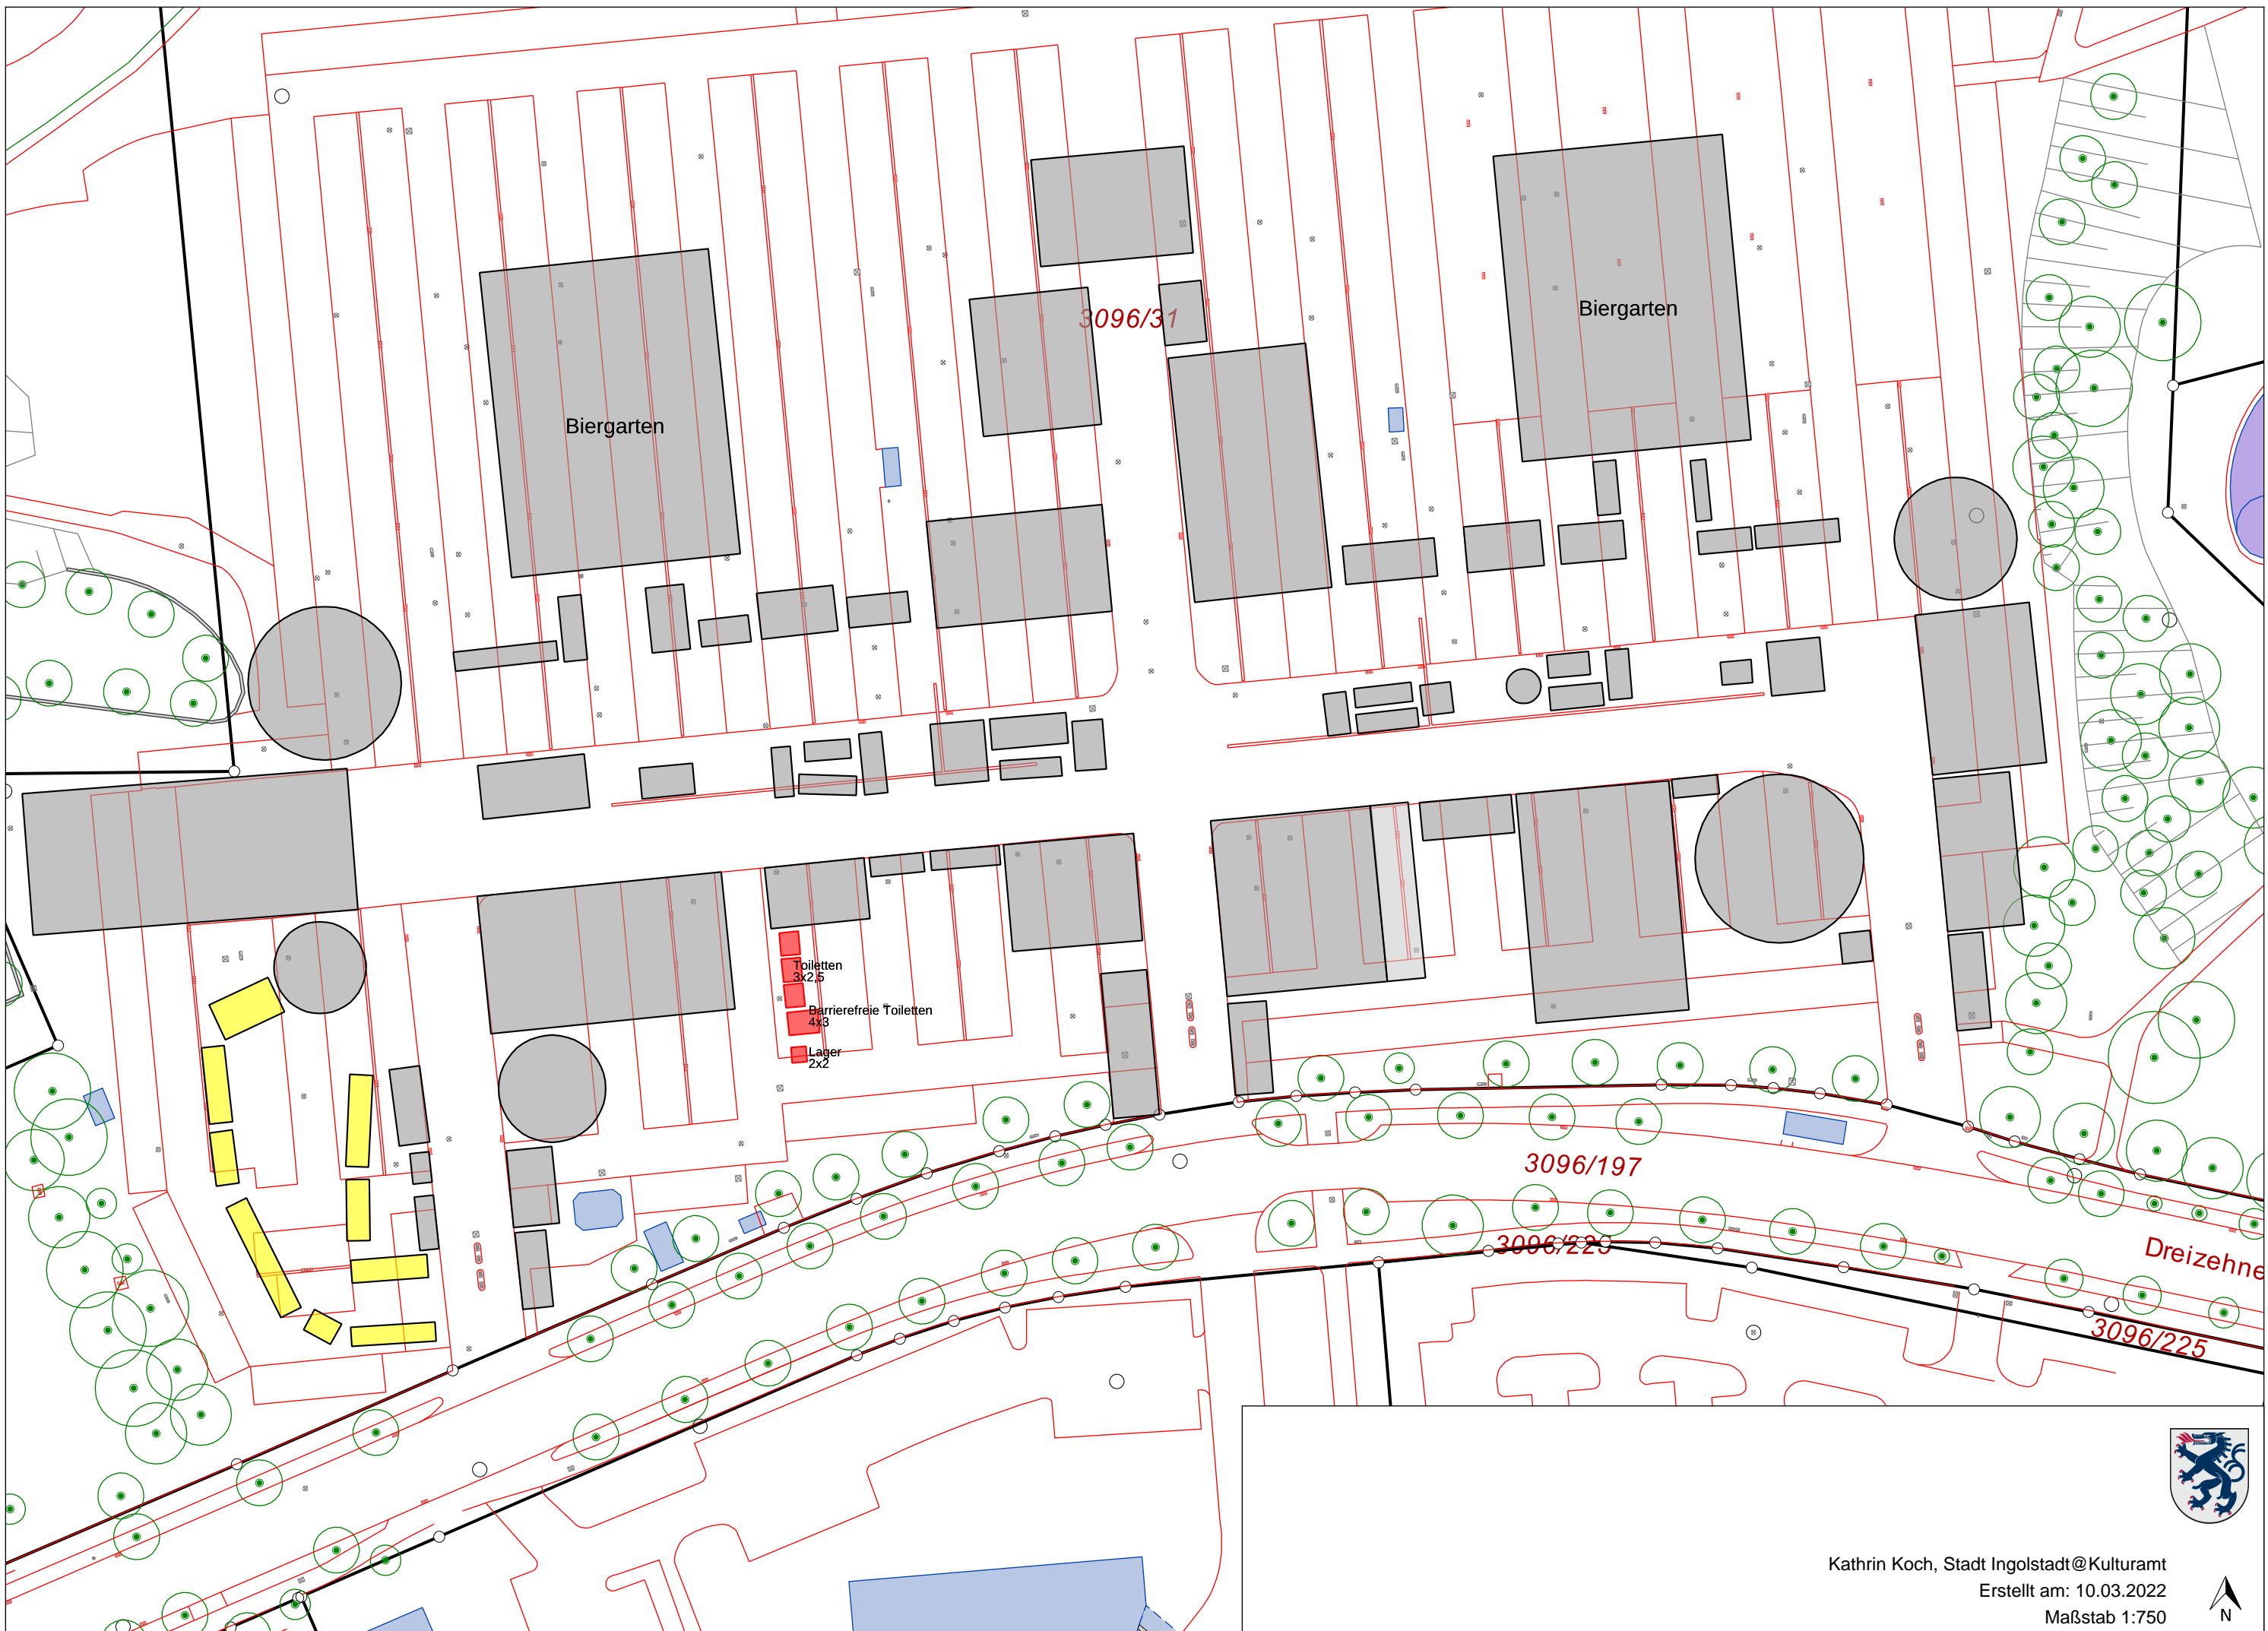 3096/31
Biergarten
Biergarten
Toiletten
3x2,5
Barrierefreie Toiletten
4x3
Lager
2x2
3096/197
3096/225
Dreizehne
3096/225
Kathrin Koch, Stadt Ingolstadt@Kulturamt
Erstellt am: 10.03.2022
Maßstab 1:750
N